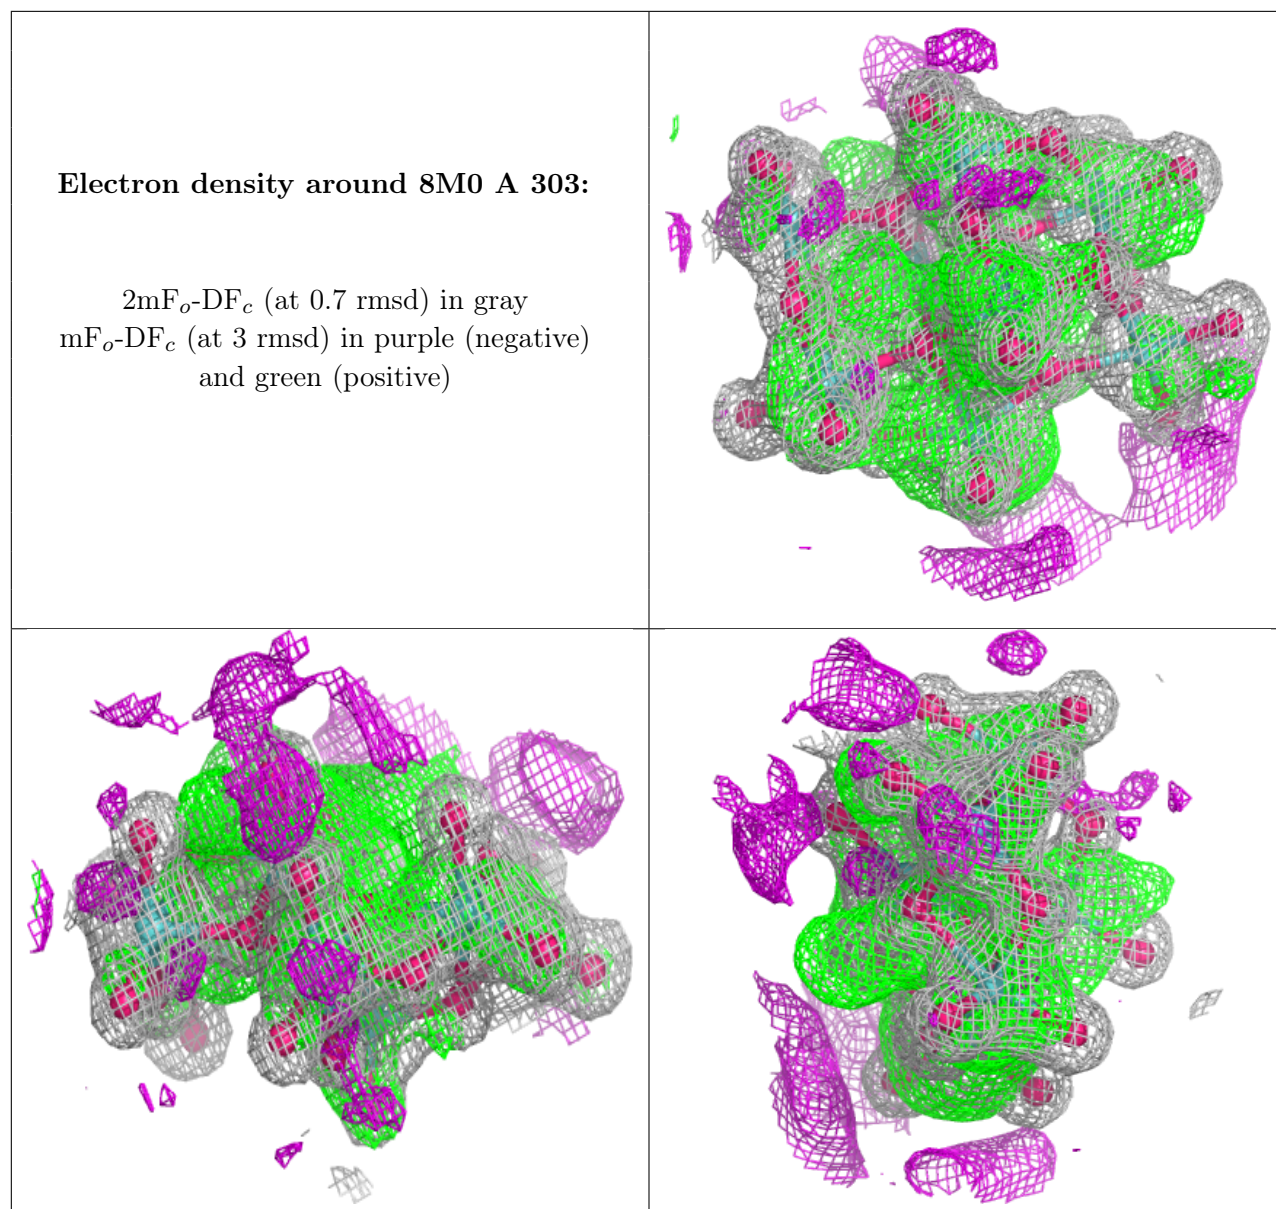 Electron density around 8M0 A 303:
2mFo-DFc (at 0.7 rmsd) in gray
mFo-DFc (at 3 rmsd) in purple (negative)
and green (positive)